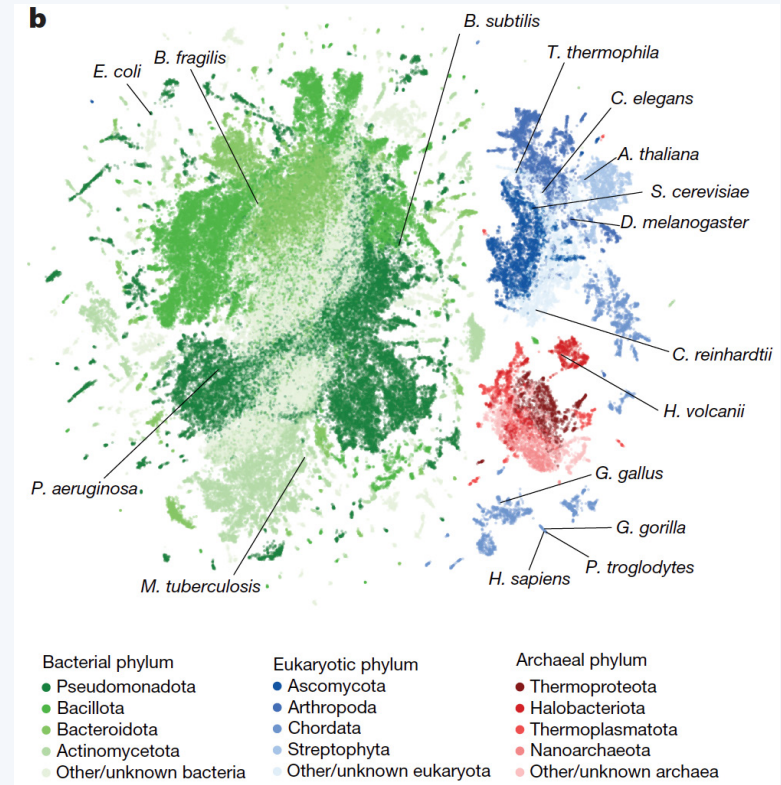 b
B. subtilis
B. fragilis
T. thermophila
E. coli
C. elegans
A. thaliana
S. cerevisiae
D. melanogaster
C. reinhardtii
H. volcanii
G. gallus
P. aeruginosa
G. gorilla
P. troglodytes
H. sapiens
M. tuberculosis
Bacterial phylum
Pseudomonadota
Bacillota
Bacteroidota
Actinomycetota
Other/unknown bacteria
Eukaryotic phylum
Ascomycota
Arthropoda
Chordata
Streptophyta
Other/unknown eukaryota
Archaeal phylum
Thermoproteota
Halobacteriota
Thermoplasmatota
Nanoarchaeota
Other/unknown archaea